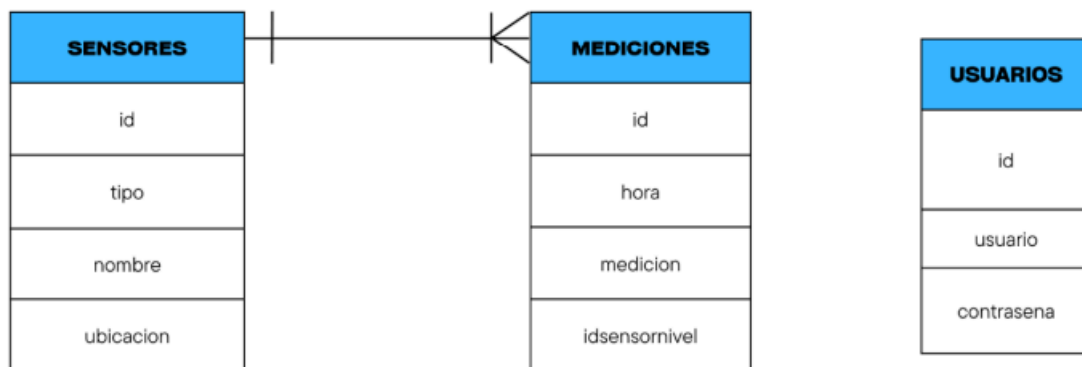 SENSORES
id
tipo
nombre
ubicacion
MEDICIONES
id
hora
medicion
idsensornivel
USUARIOS
id
usuario
contrasena